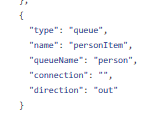 },
{
"type": "queue",
"name": "personItem",
"queueName": "person",
"connection": "",
"direction": "out"
}